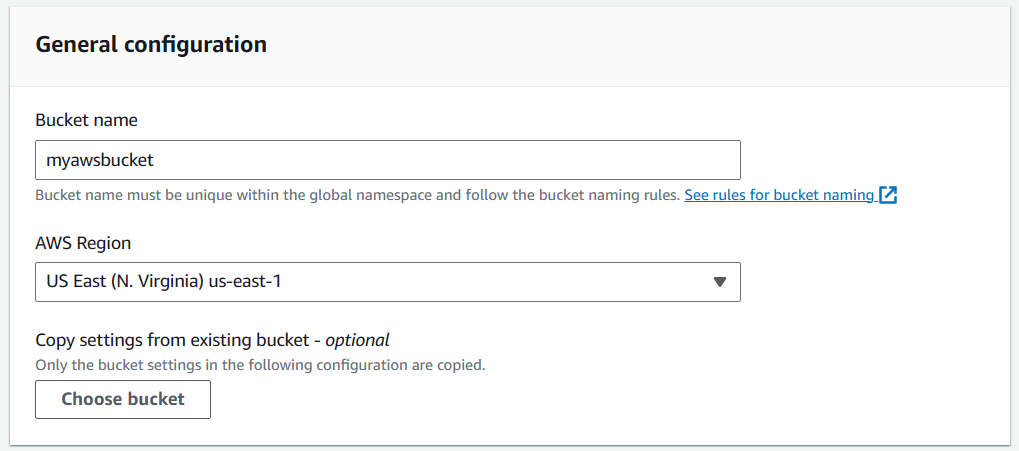 General configuration
Bucket name
myawsbucket
Bucket name must be unique within the global namespace and follow the bucket naming rules. See rules for bucket naming
AWS Region
US East (N. Virginia) us-east-1
Copy settings from existing bucket - optional
Only the bucket settings in the following configuration are copied.
Choose bucket